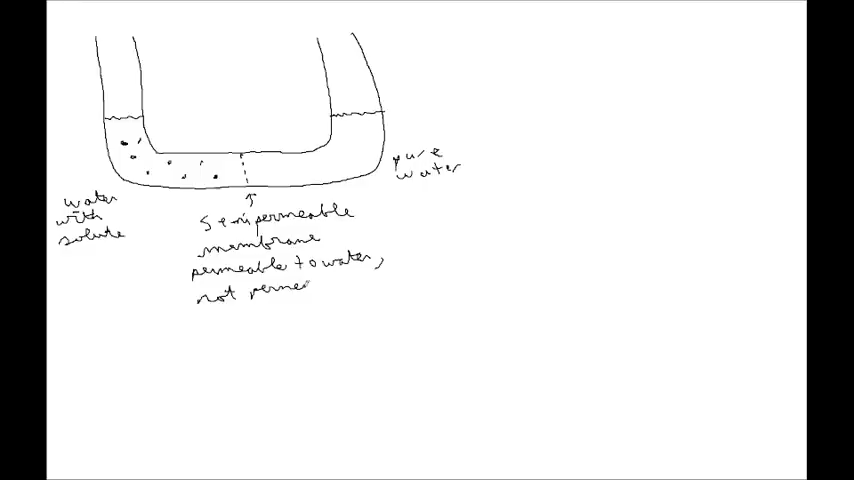 water
with
solute
semipermeable
membrane
permeable to water,
not perme
pure
water